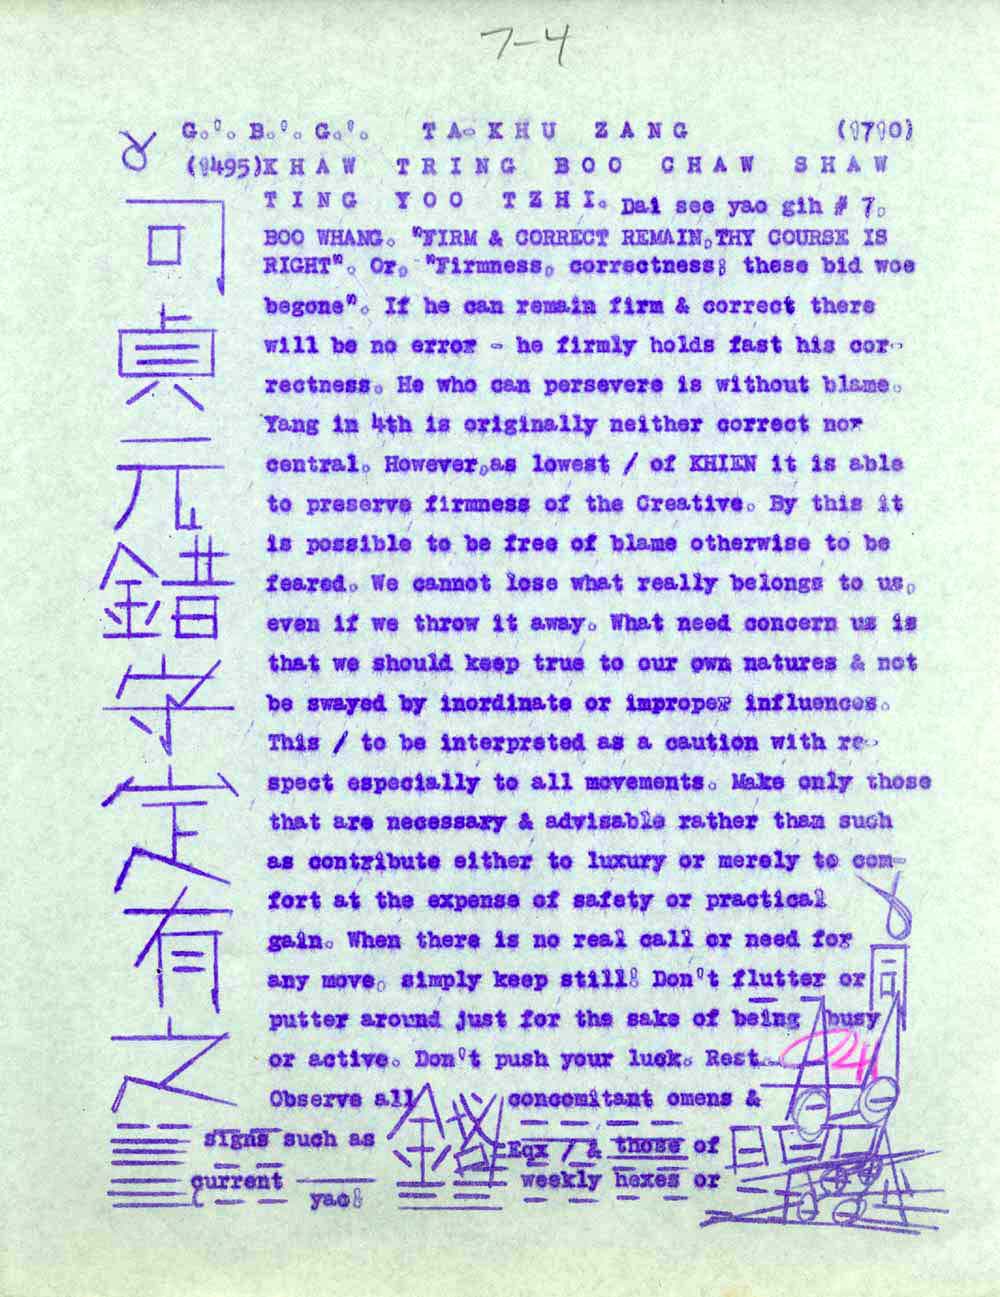 7-4
G.'. B.'. G.'. TA-KHU ZANG (1710)
(1495)KHAW TRING BOO CHAW SHAW
TING YOO TZHI. Dai see yao gih # 7.
BOO WHANG. "FIRM & CORRECT REMAIN,THY COURSE IS
RIGHT". Or, "Firmness, correctness; these bid woe
begone". If he can remain firm & correct there
will be no error - he firmly holds fast his cor-
rectness. He who can persevere is without blame.
Yang in 4th is originally neither correct nor
central. However,as lowest / of KHIEN it is able
to preserve firmness of the Creative. By this it
is possible to be free of blame otherwise to be
feared. We cannot lose what really belongs to us,
even if we throw it away. What need concern us is
that we should keep true to our own natures & not
be swayed by inordinate or improper influences.
This / to be interpreted as a caution with re-
spect especially to all movements. Make only those
that are necessary & advisable rather than such
as contribute either to luxury or merely to com-
fort at the expense of safety or practical
gain. When there is no real call or need for
any move, simply keep still! Don't flutter or
putter around just for the sake of being busy
or active. Don't push your luck. Rest.
Observe all concomitant omens &
signs such as Eqx / & those of
current yao; weekly hexes or
可貞无錯守定有之